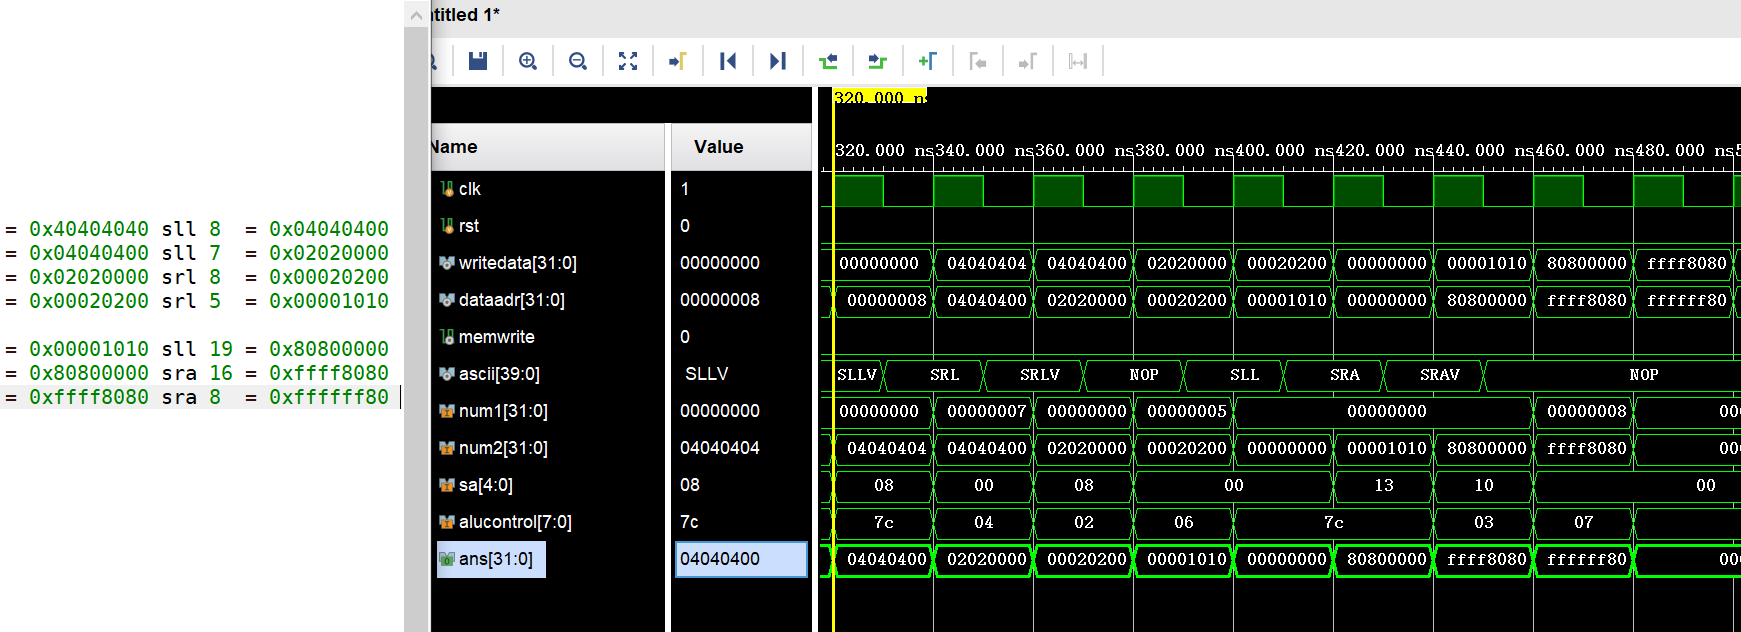 = 0x40404040 sll 8 = 0x04040400
= 0x04040400 sll 7 = 0x02020000
= 0x02020000 srl 8 = 0x00020200
= 0x00020200 srl 5 = 0x00001010
= 0x00001010 sll 19 = 0x80800000
= 0x80800000 sra 16 = 0xffff8080
= 0xffff8080 sra 8 = 0xffffff80
ntitled 1*
320.000 ns
Name Value
320.000 ns 340.000 ns 360.000 ns 380.000 ns 400.000 ns 420.000 ns 440.000 ns 460.000 ns 480.000 ns 5
clk 1
rst 0
writedata[31:0] 00000000 00000000 04040404 04040400 02020000 00020200 00000000 00001010 80800000 ffff8080
dataadr[31:0] 00000008 00000008 04040400 02020000 00020200 00001010 00000000 80800000 ffff8080 ffffff80
memwrite 0
ascii[39:0] SLLV SLLV SRL SRLV NOP SLL SRA SRAV NOP
num1[31:0] 00000000 00000000 00000007 00000000 00000005 00000000 00000008 00
num2[31:0] 04040404 04040404 04040400 02020000 00020200 00000000 00001010 80800000 ffff8080 00
sa[4:0] 08 08 00 08 00 13 10 00
alucontrol[7:0] 7c 7c 04 02 06 7c 03 07
ans[31:0] 04040400 04040400 02020000 00020200 00001010 00000000 80800000 ffff8080 ffffff80 00